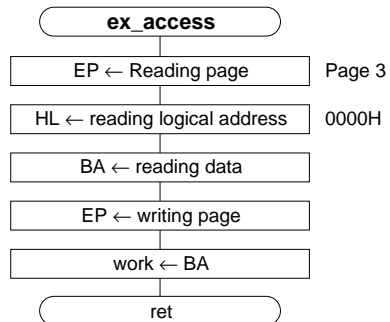 ex_access
EP ← Reading page Page 3
HL ← reading logical address 0000H
BA ← reading data
EP ← writing page
work ← BA
ret